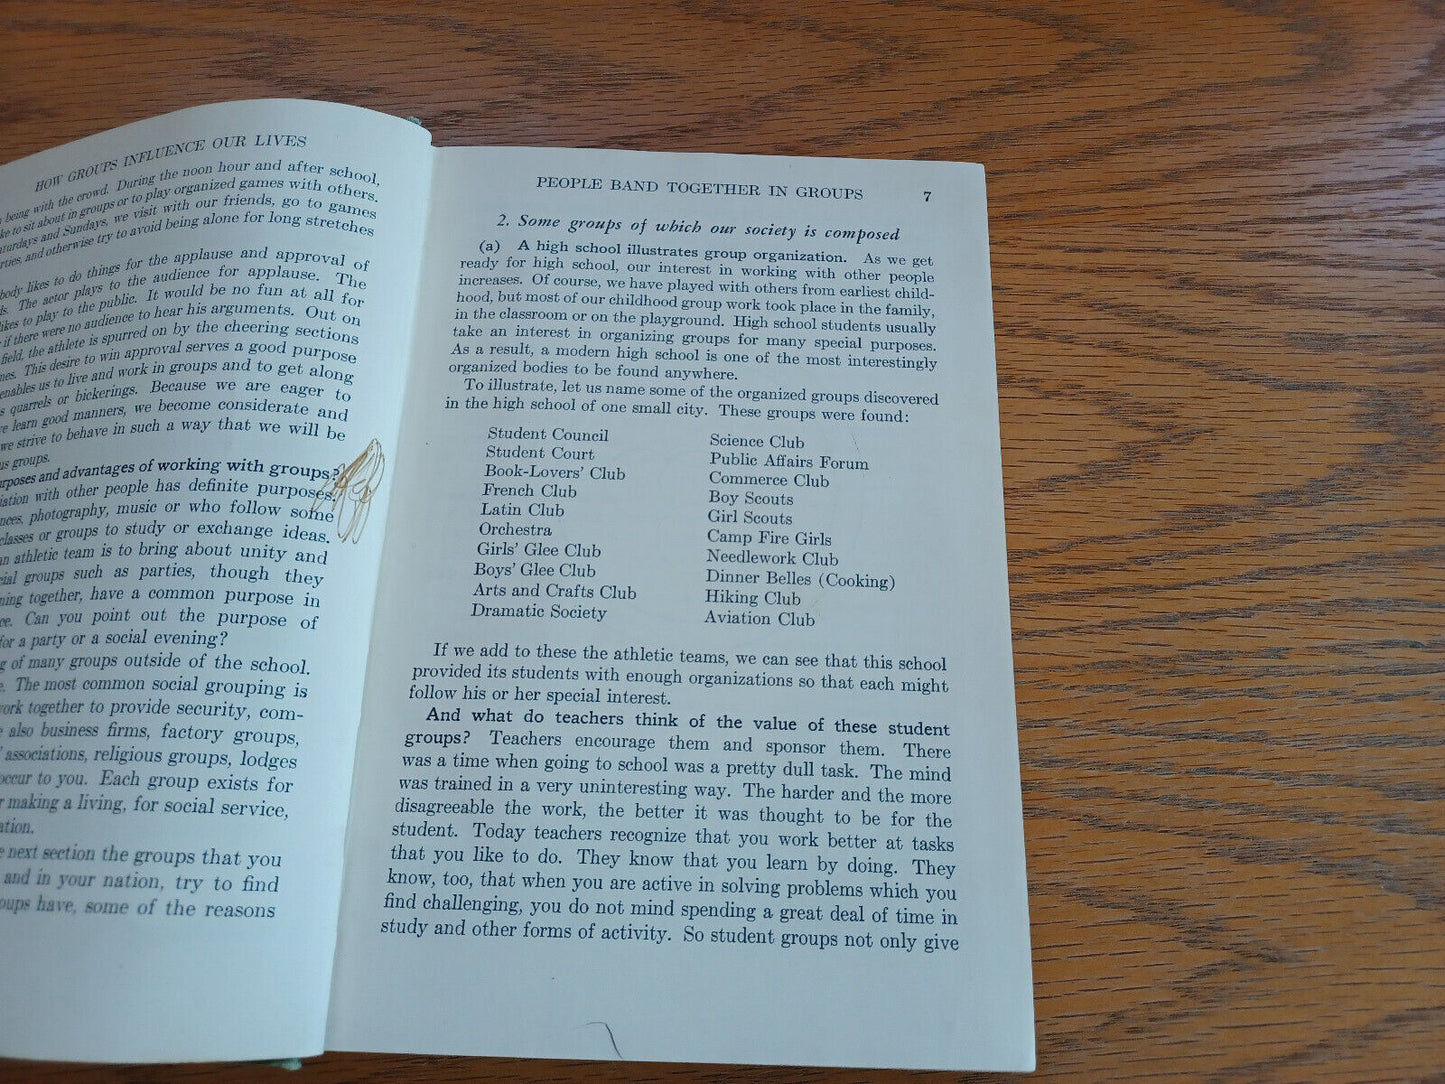 HOW GROUPS INFLUENCE OUR LIVES
being with the crowd. During the noon hour and after school,
to sit about in groups or to play organized games with others.
and Sundays, we visit with our friends, go to games
and otherwise try to avoid being alone for long stretches
body likes to do things for the applause and approval of
The actor plays to the audience for applause. The
likes to play to the public. It would be no fun at all for
if there were no audience to hear his arguments. Out on
field, the athlete is spurred on by the cheering sections
This desire to win approval serves a good purpose
enables us to live and work in groups and to get along
quarrels or bickerings. Because we are eager to
learn good manners, we become considerate and
we strive to behave in such a way that we will be
groups.
and advantages of working with groups?
with other people has definite purposes.
photography, music or who follow some
classes or groups to study or exchange ideas.
an athletic team is to bring about unity and
groups such as parties, though they
together, have a common purpose in
Can you point out the purpose of
for a party or a social evening?
of many groups outside of the school.
The most common social grouping is
work together to provide security, com-
also business firms, factory groups,
associations, religious groups, lodges
occur to you. Each group exists for
making a living, for social service,
next section the groups that you
and in your nation, try to find
have, some of the reasons
PEOPLE BAND TOGETHER IN GROUPS 7
2. Some groups of which our society is composed
(a) A high school illustrates group organization. As we get
ready for high school, our interest in working with other people
increases. Of course, we have played with others from earliest child-
hood, but most of our childhood group work took place in the family,
in the classroom or on the playground. High school students usually
take an interest in organizing groups for many special purposes.
As a result, a modern high school is one of the most interestingly
organized bodies to be found anywhere.
To illustrate, let us name some of the organized groups discovered
in the high school of one small city. These groups were found:
Student Council
Student Court
Book-Lovers' Club
French Club
Latin Club
Orchestra
Girls' Glee Club
Boys' Glee Club
Arts and Crafts Club
Dramatic Society
Science Club
Public Affairs Forum
Commerce Club
Boy Scouts
Girl Scouts
Camp Fire Girls
Needlework Club
Dinner Belles (Cooking)
Hiking Club
Aviation Club
If we add to these the athletic teams, we can see that this school
provided its students with enough organizations so that each might
follow his or her special interest.
And what do teachers think of the value of these student
groups? Teachers encourage them and sponsor them. There
was a time when going to school was a pretty dull task. The mind
was trained in a very uninteresting way. The harder and the more
disagreeable the work, the better it was thought to be for the
student. Today teachers recognize that you work better at tasks
that you like to do. They know that you learn by doing. They
know, too, that when you are active in solving problems which you
find challenging, you do not mind spending a great deal of time in
study and other forms of activity. So student groups not only give